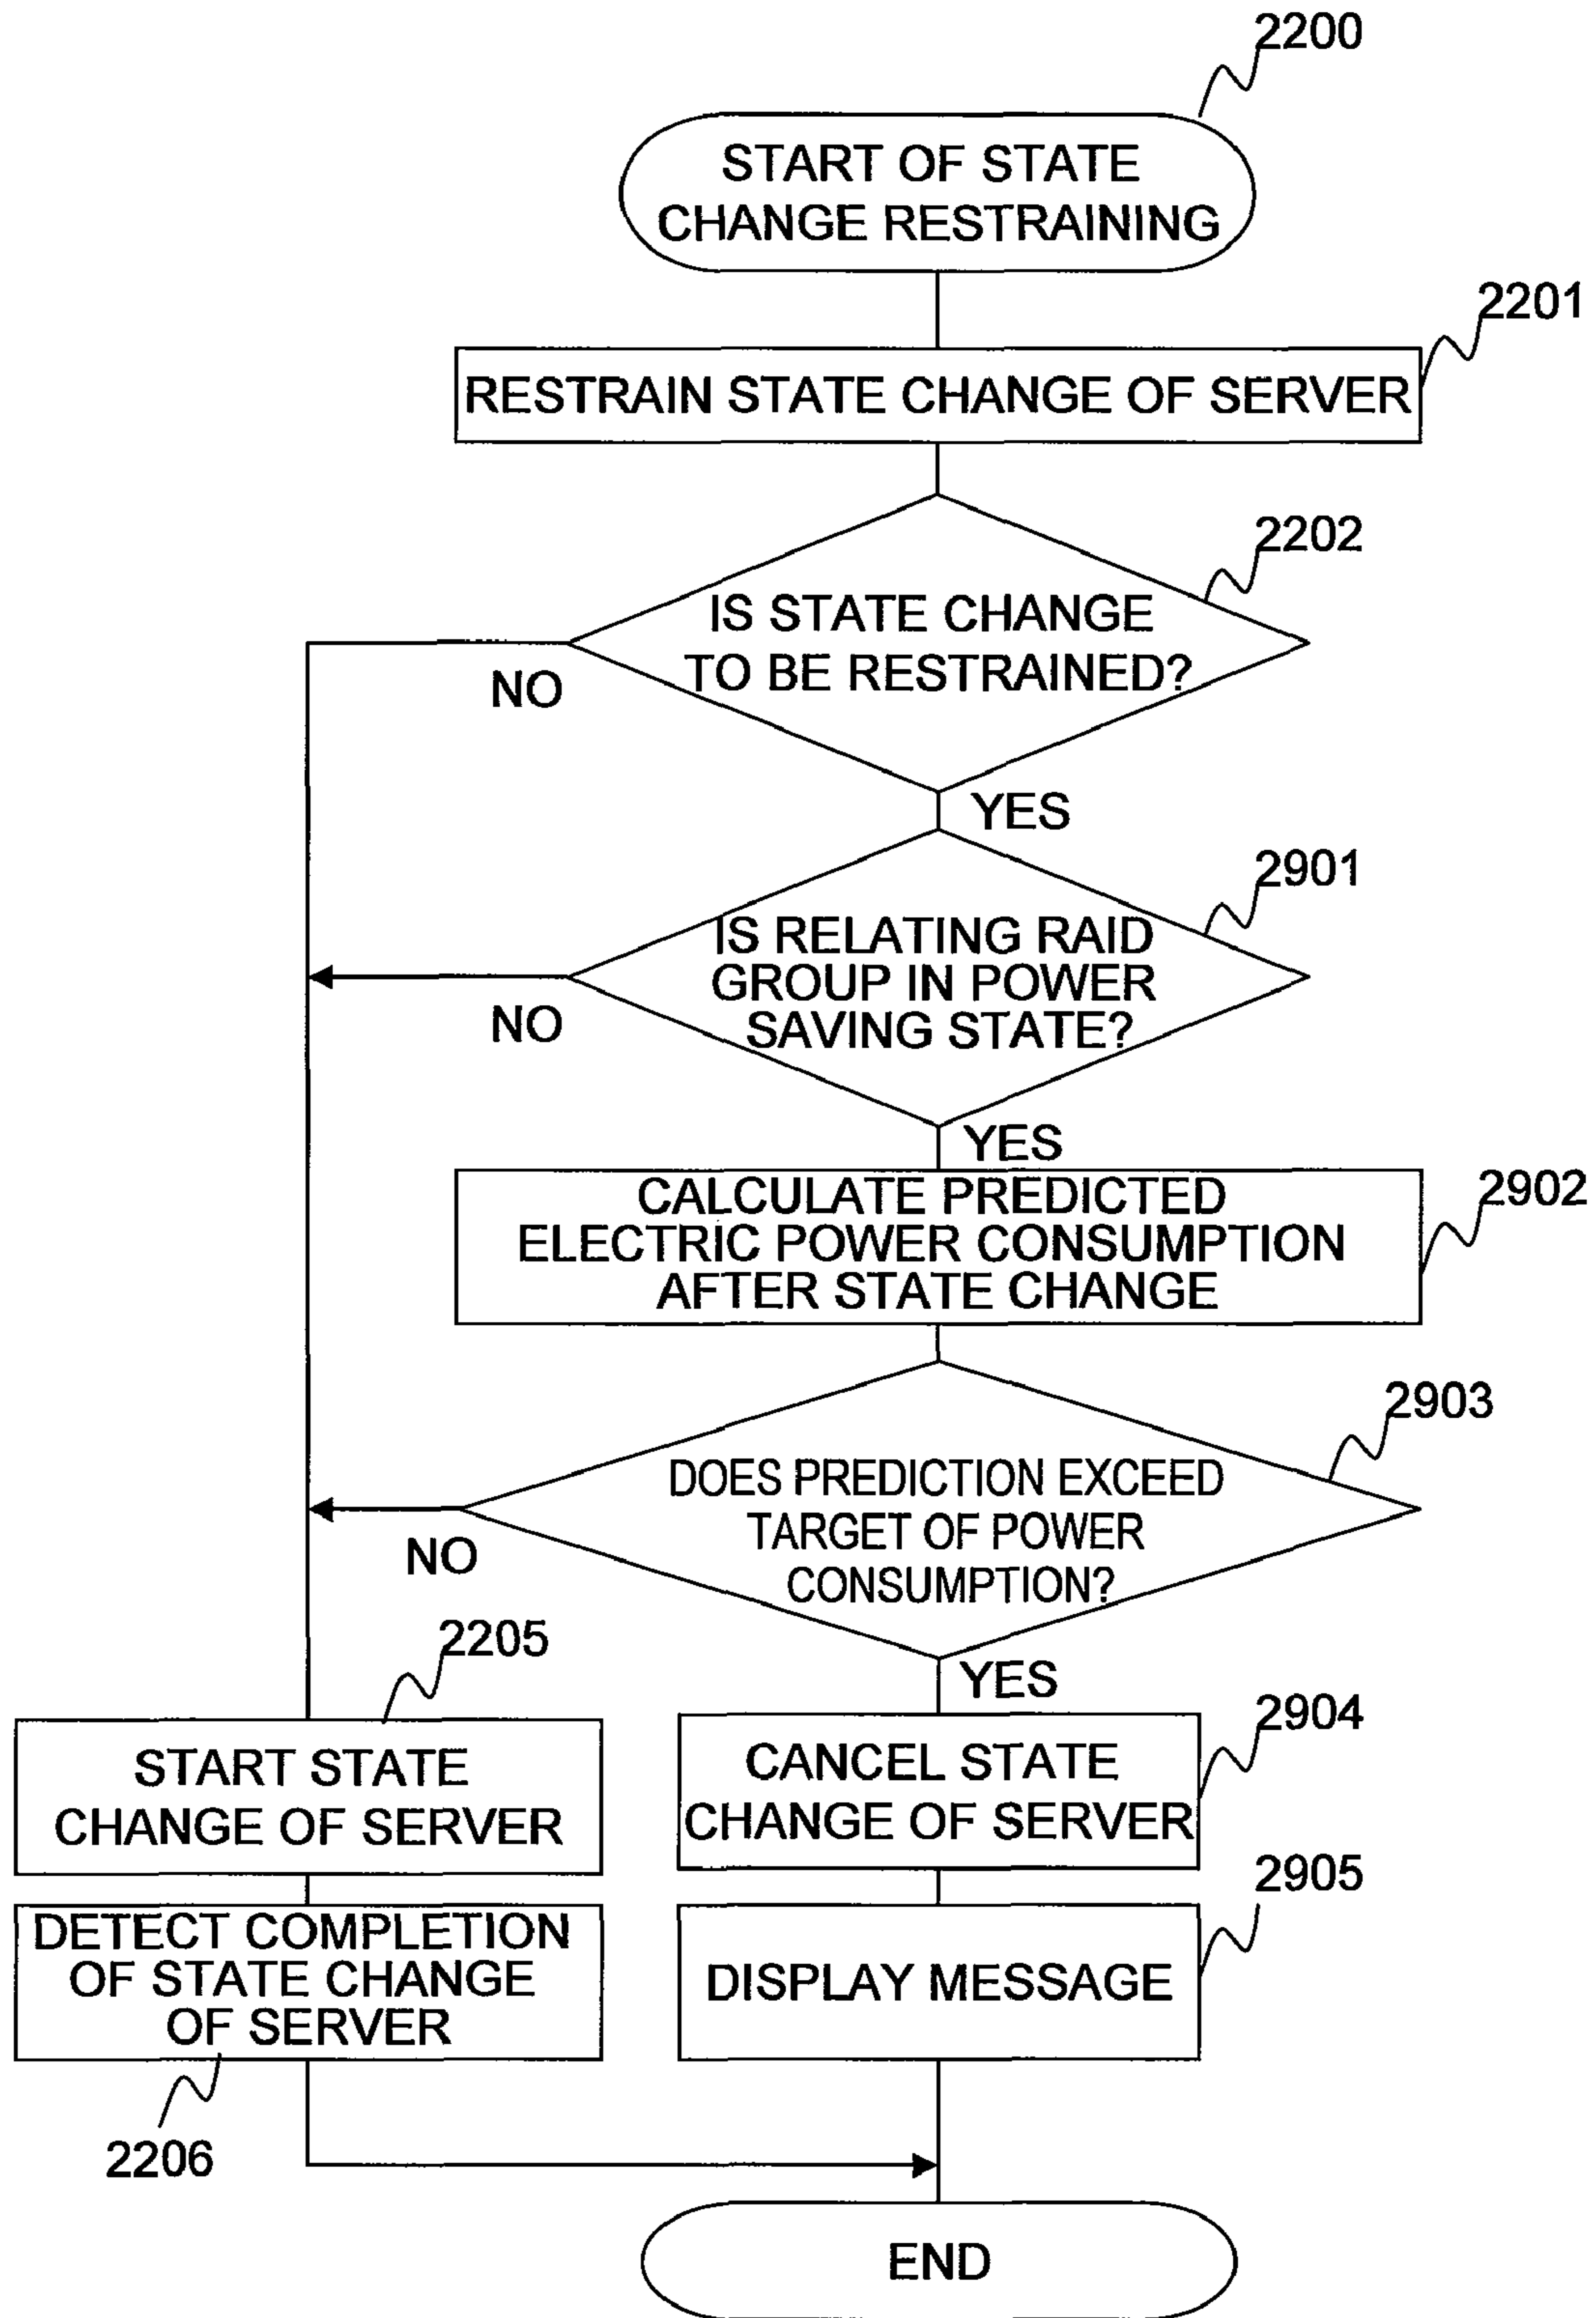 2200
START OF STATE
CHANGE RESTRAINING
2201
RESTRAIN STATE CHANGE OF SERVER
2202
IS STATE CHANGE
TO BE RESTRAINED?
NO
YES
2901
IS RELATING RAID
GROUP IN POWER
SAVING STATE?
NO
YES
2902
CALCULATE PREDICTED
ELECTRIC POWER CONSUMPTION
AFTER STATE CHANGE
2903
DOES PREDICTION EXCEED
TARGET OF POWER
CONSUMPTION?
NO
YES
2205
START STATE
CHANGE OF SERVER
2904
CANCEL STATE
CHANGE OF SERVER
DETECT COMPLETION
OF STATE CHANGE
OF SERVER
2206
2905
DISPLAY MESSAGE
END